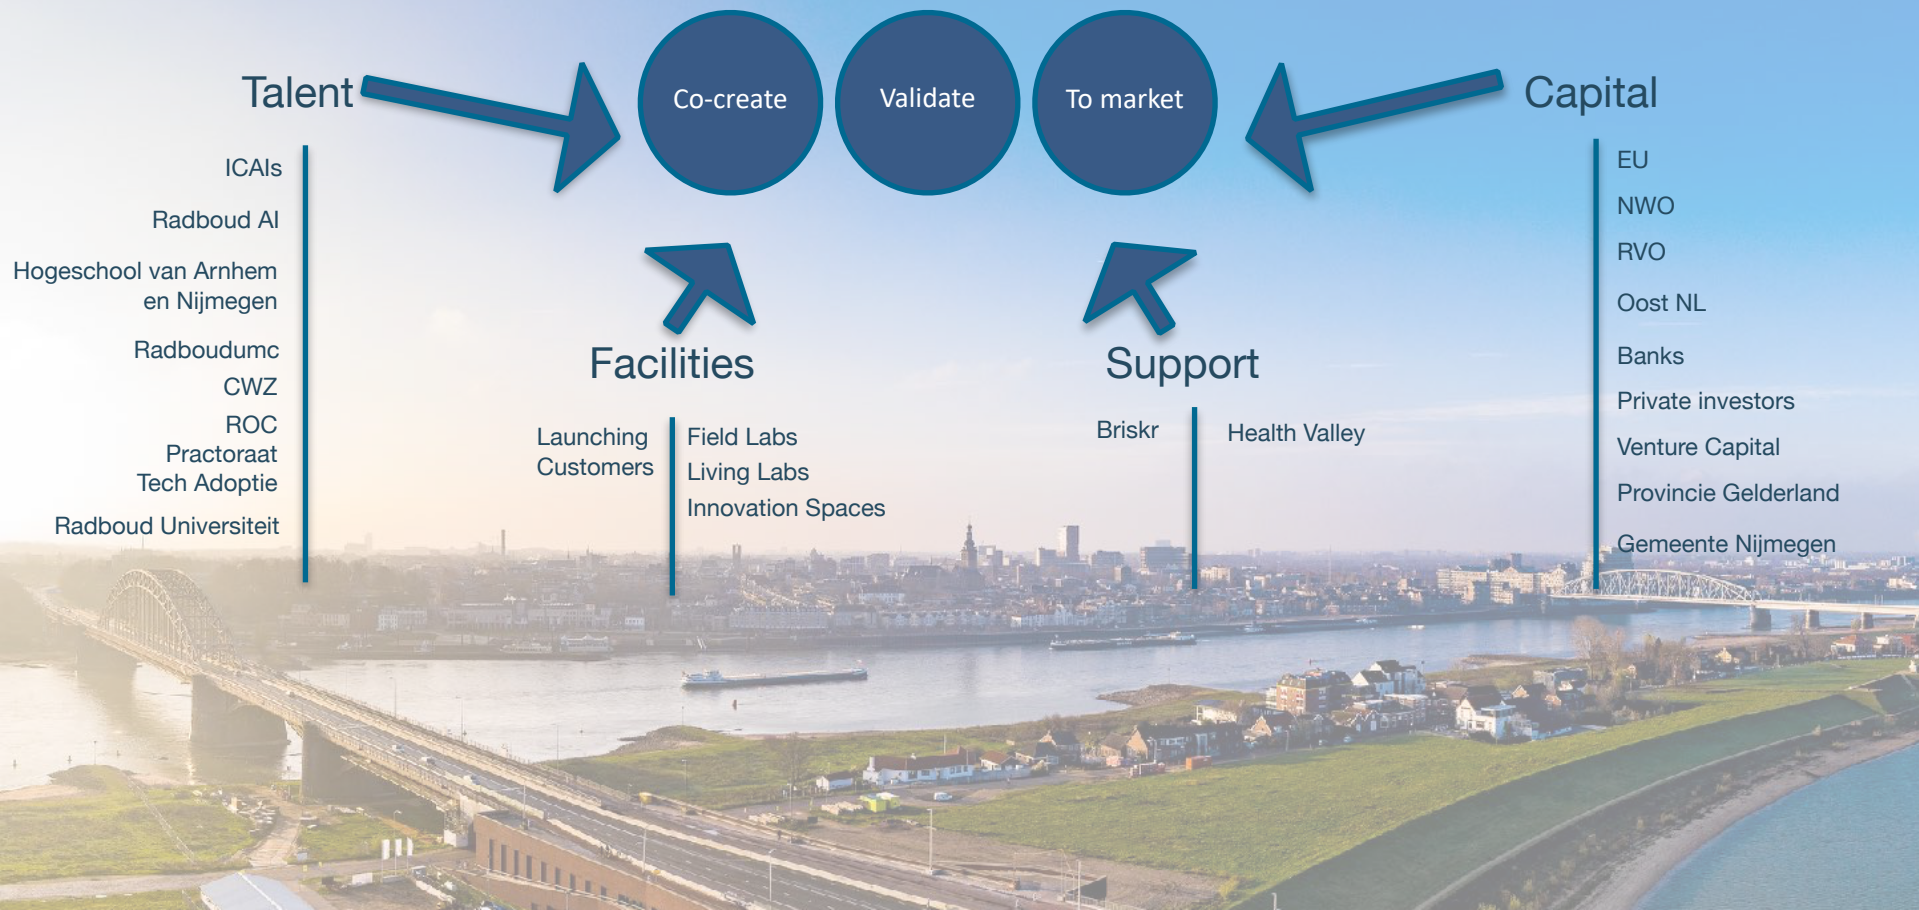 Co-create
Validate
To market
Talent
ICAIs
Radboud AI
Hogeschool van Arnhem
en Nijmegen
Radboudumc
CWZ
ROC
Practoraat
Tech Adoptie
Radboud Universiteit
Facilities
Launching
Customers
Field Labs
Living Labs
Innovation Spaces
Support
Briskr
Health Valley
Capital
EU
NWO
RVO
Oost NL
Banks
Private investors
Venture Capital
Provincie Gelderland
Gemeente Nijmegen